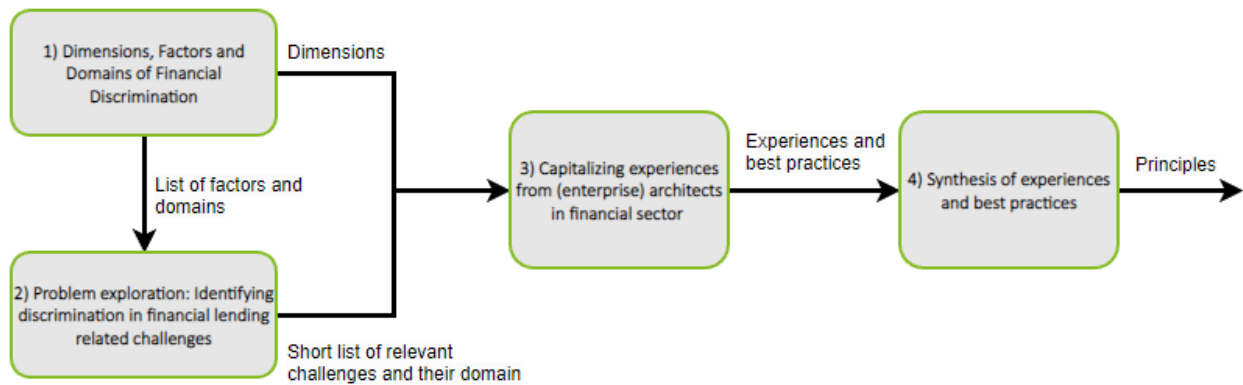 1) Dimensions, Factors and
Domains of Financial
Discrimination
Dimensions
List of factors and
domains
2) Problem exploration: Identifying
discrimination in financial lending
related challenges
Short list of relevant
challenges and their domain
3) Capitalizing experiences
from (enterprise) architects
in financial sector
Experiences and
best practices
4) Synthesis of experiences
and best practices
Principles